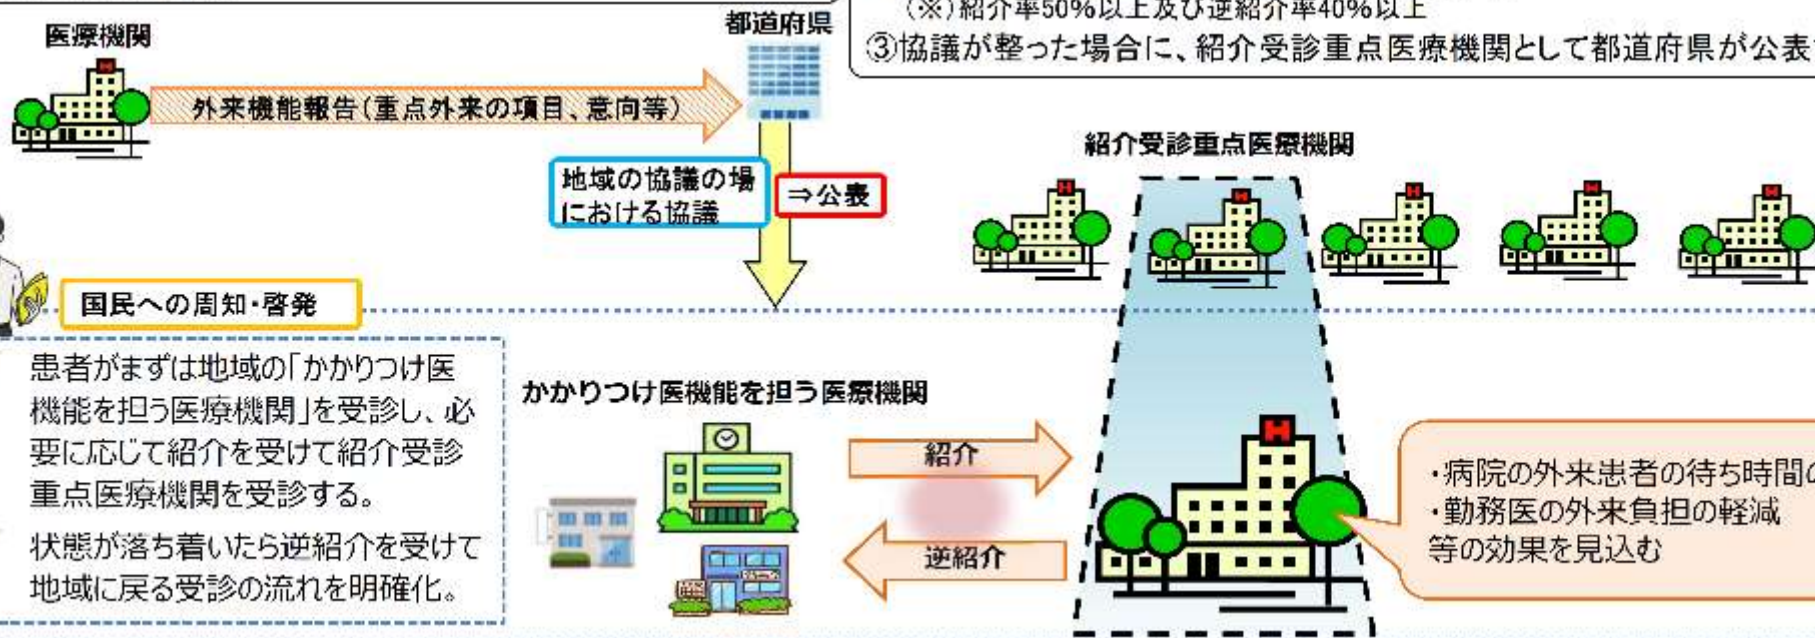 (※)紹介率50%以上及び逆紹介率40%以上
③協議が整った場合に、紹介受診重点医療機関として都道府県が公表
医療機関
都道府県
外来機能報告(重点外来の項目、意向等)
地域の協議の場
における協議
⇒公表
紹介受診重点医療機関
国民への周知・啓発
患者がまずは地域の「かかりつけ医
機能を担う医療機関」を受診し、必
要に応じて紹介を受けて紹介受診
重点医療機関を受診する。
状態が落ち着いたら逆紹介を受けて
地域に戻る受診の流れを明確化。
かかりつけ医機能を担う医療機関
紹介
逆紹介
・病院の外来患者の待ち時間の
・勤務医の外来負担の軽減
等の効果を見込む